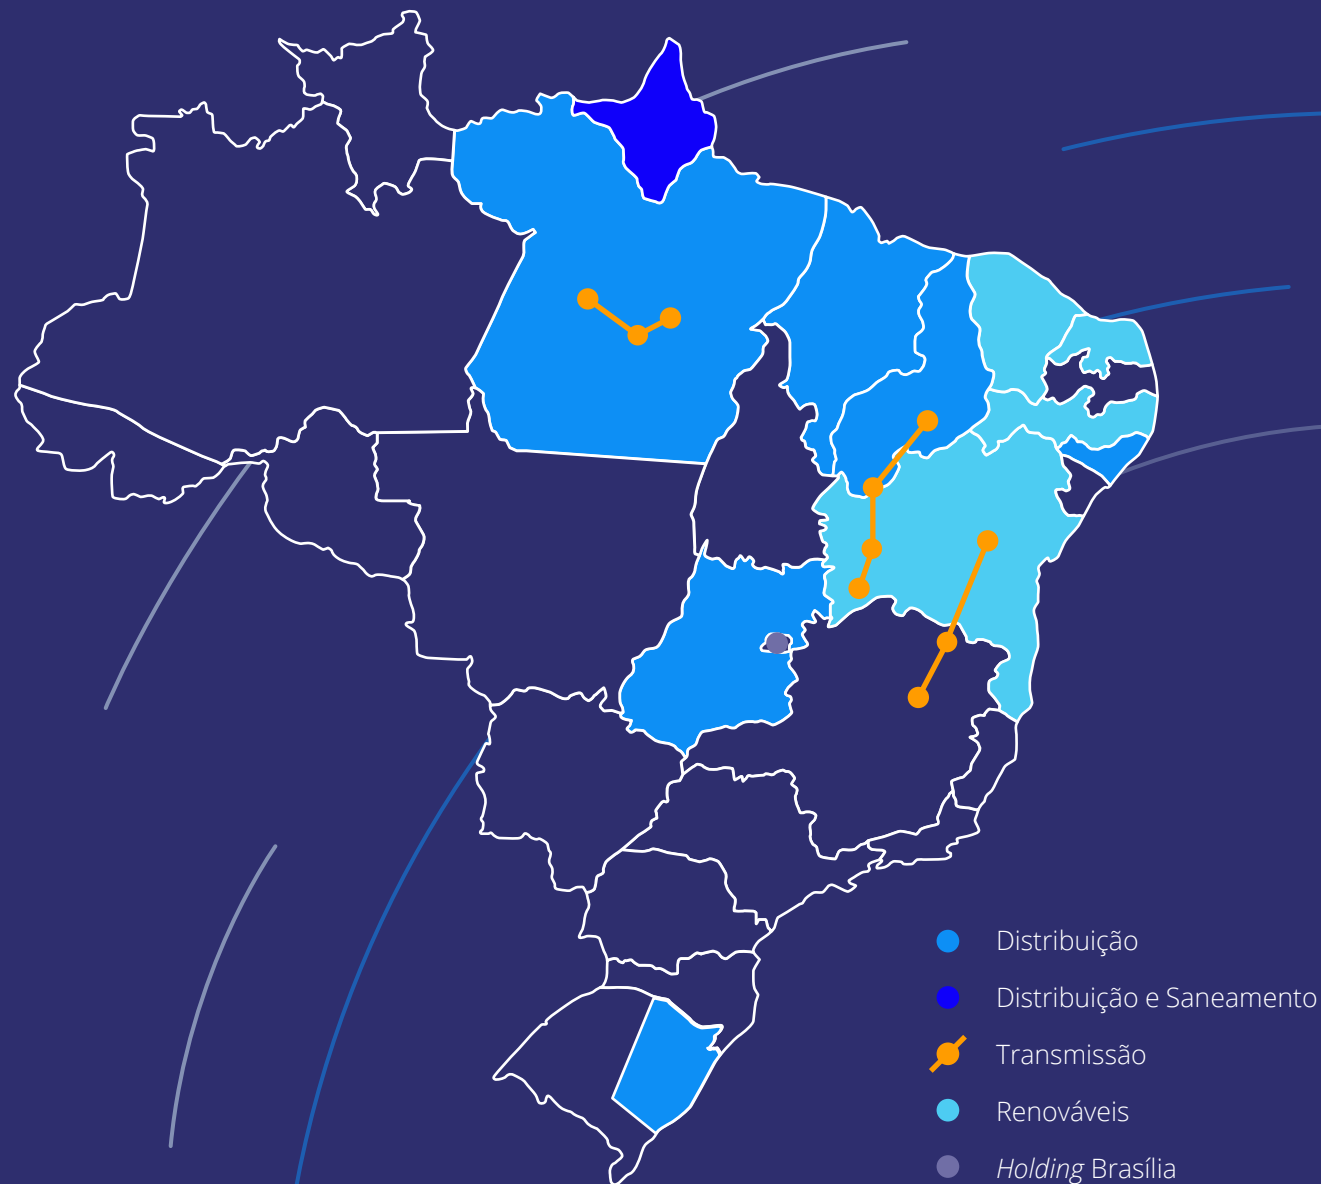 Distribuição
Distribuição e Saneamento
Transmissão
Renováveis
Holding Brasília